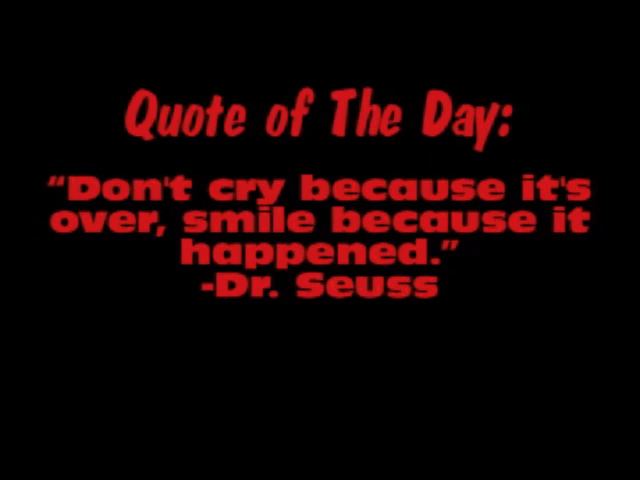 Quote of The Day:
“Don't cry because it's
over, smile because it
happened.”
-Dr. Seuss